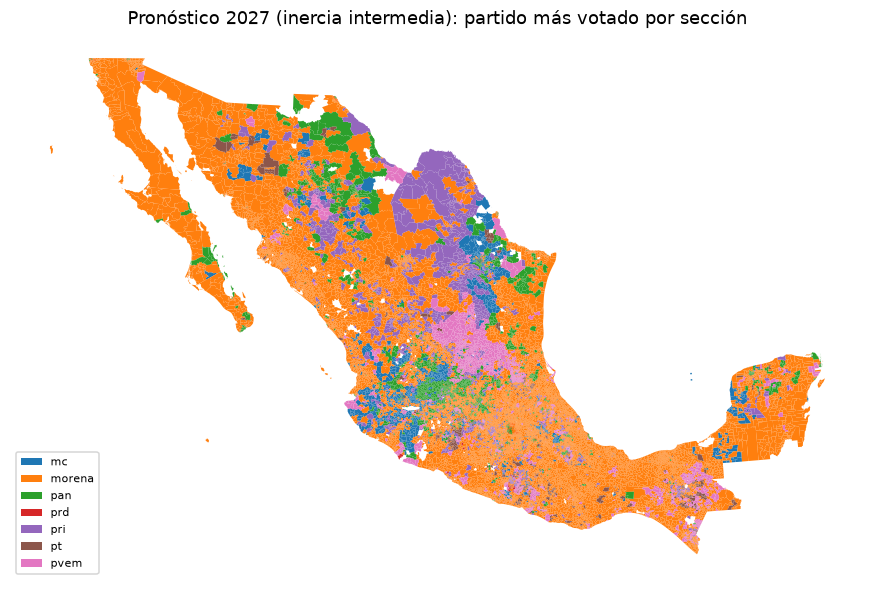 Pronóstico 2027 (inercia intermedia): partido más votado por sección
mc
morena
pan
prd
pri
pt
pvem